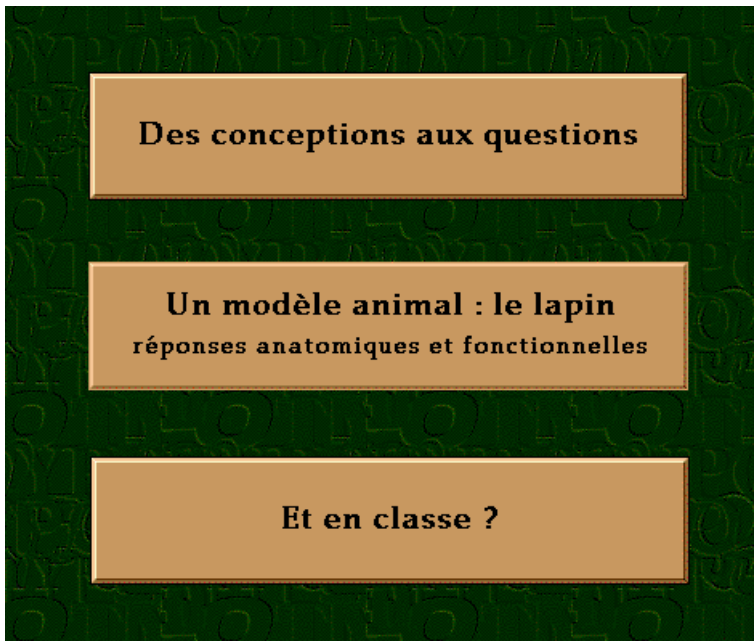 Des conceptions aux questions
Un modèle animal : le lapin
réponses anatomiques et fonctionnelles
Et en classe ?